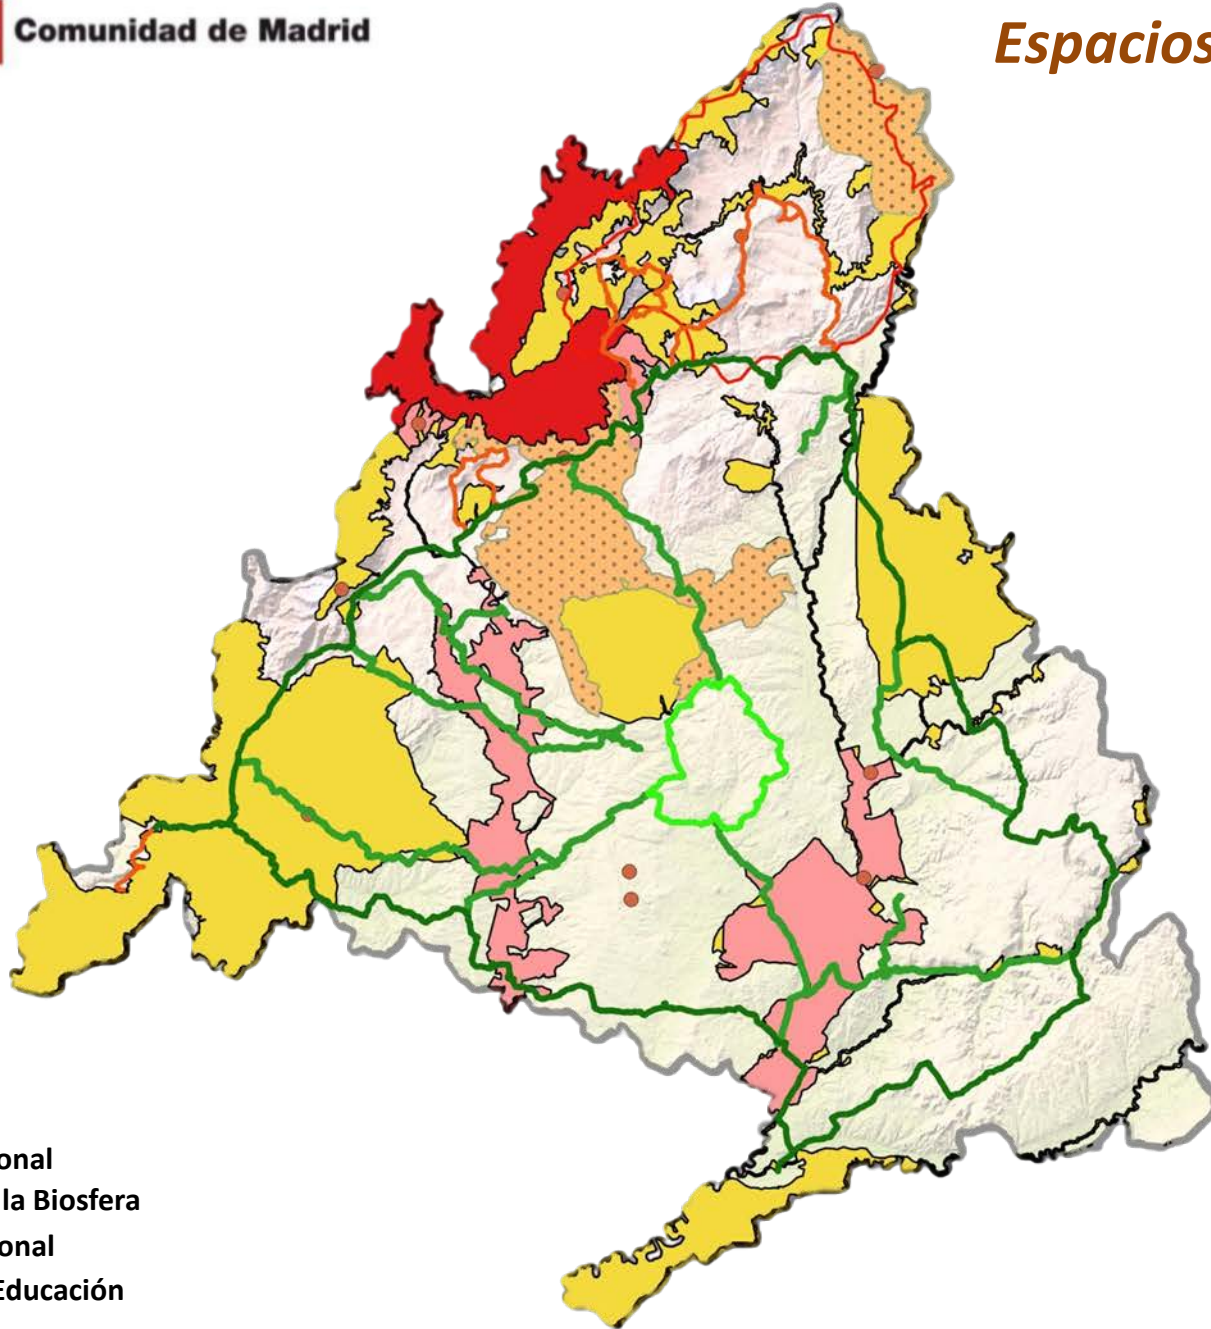 Comunidad de Madrid
Espacios
onal
la Biosfera
onal
Educación